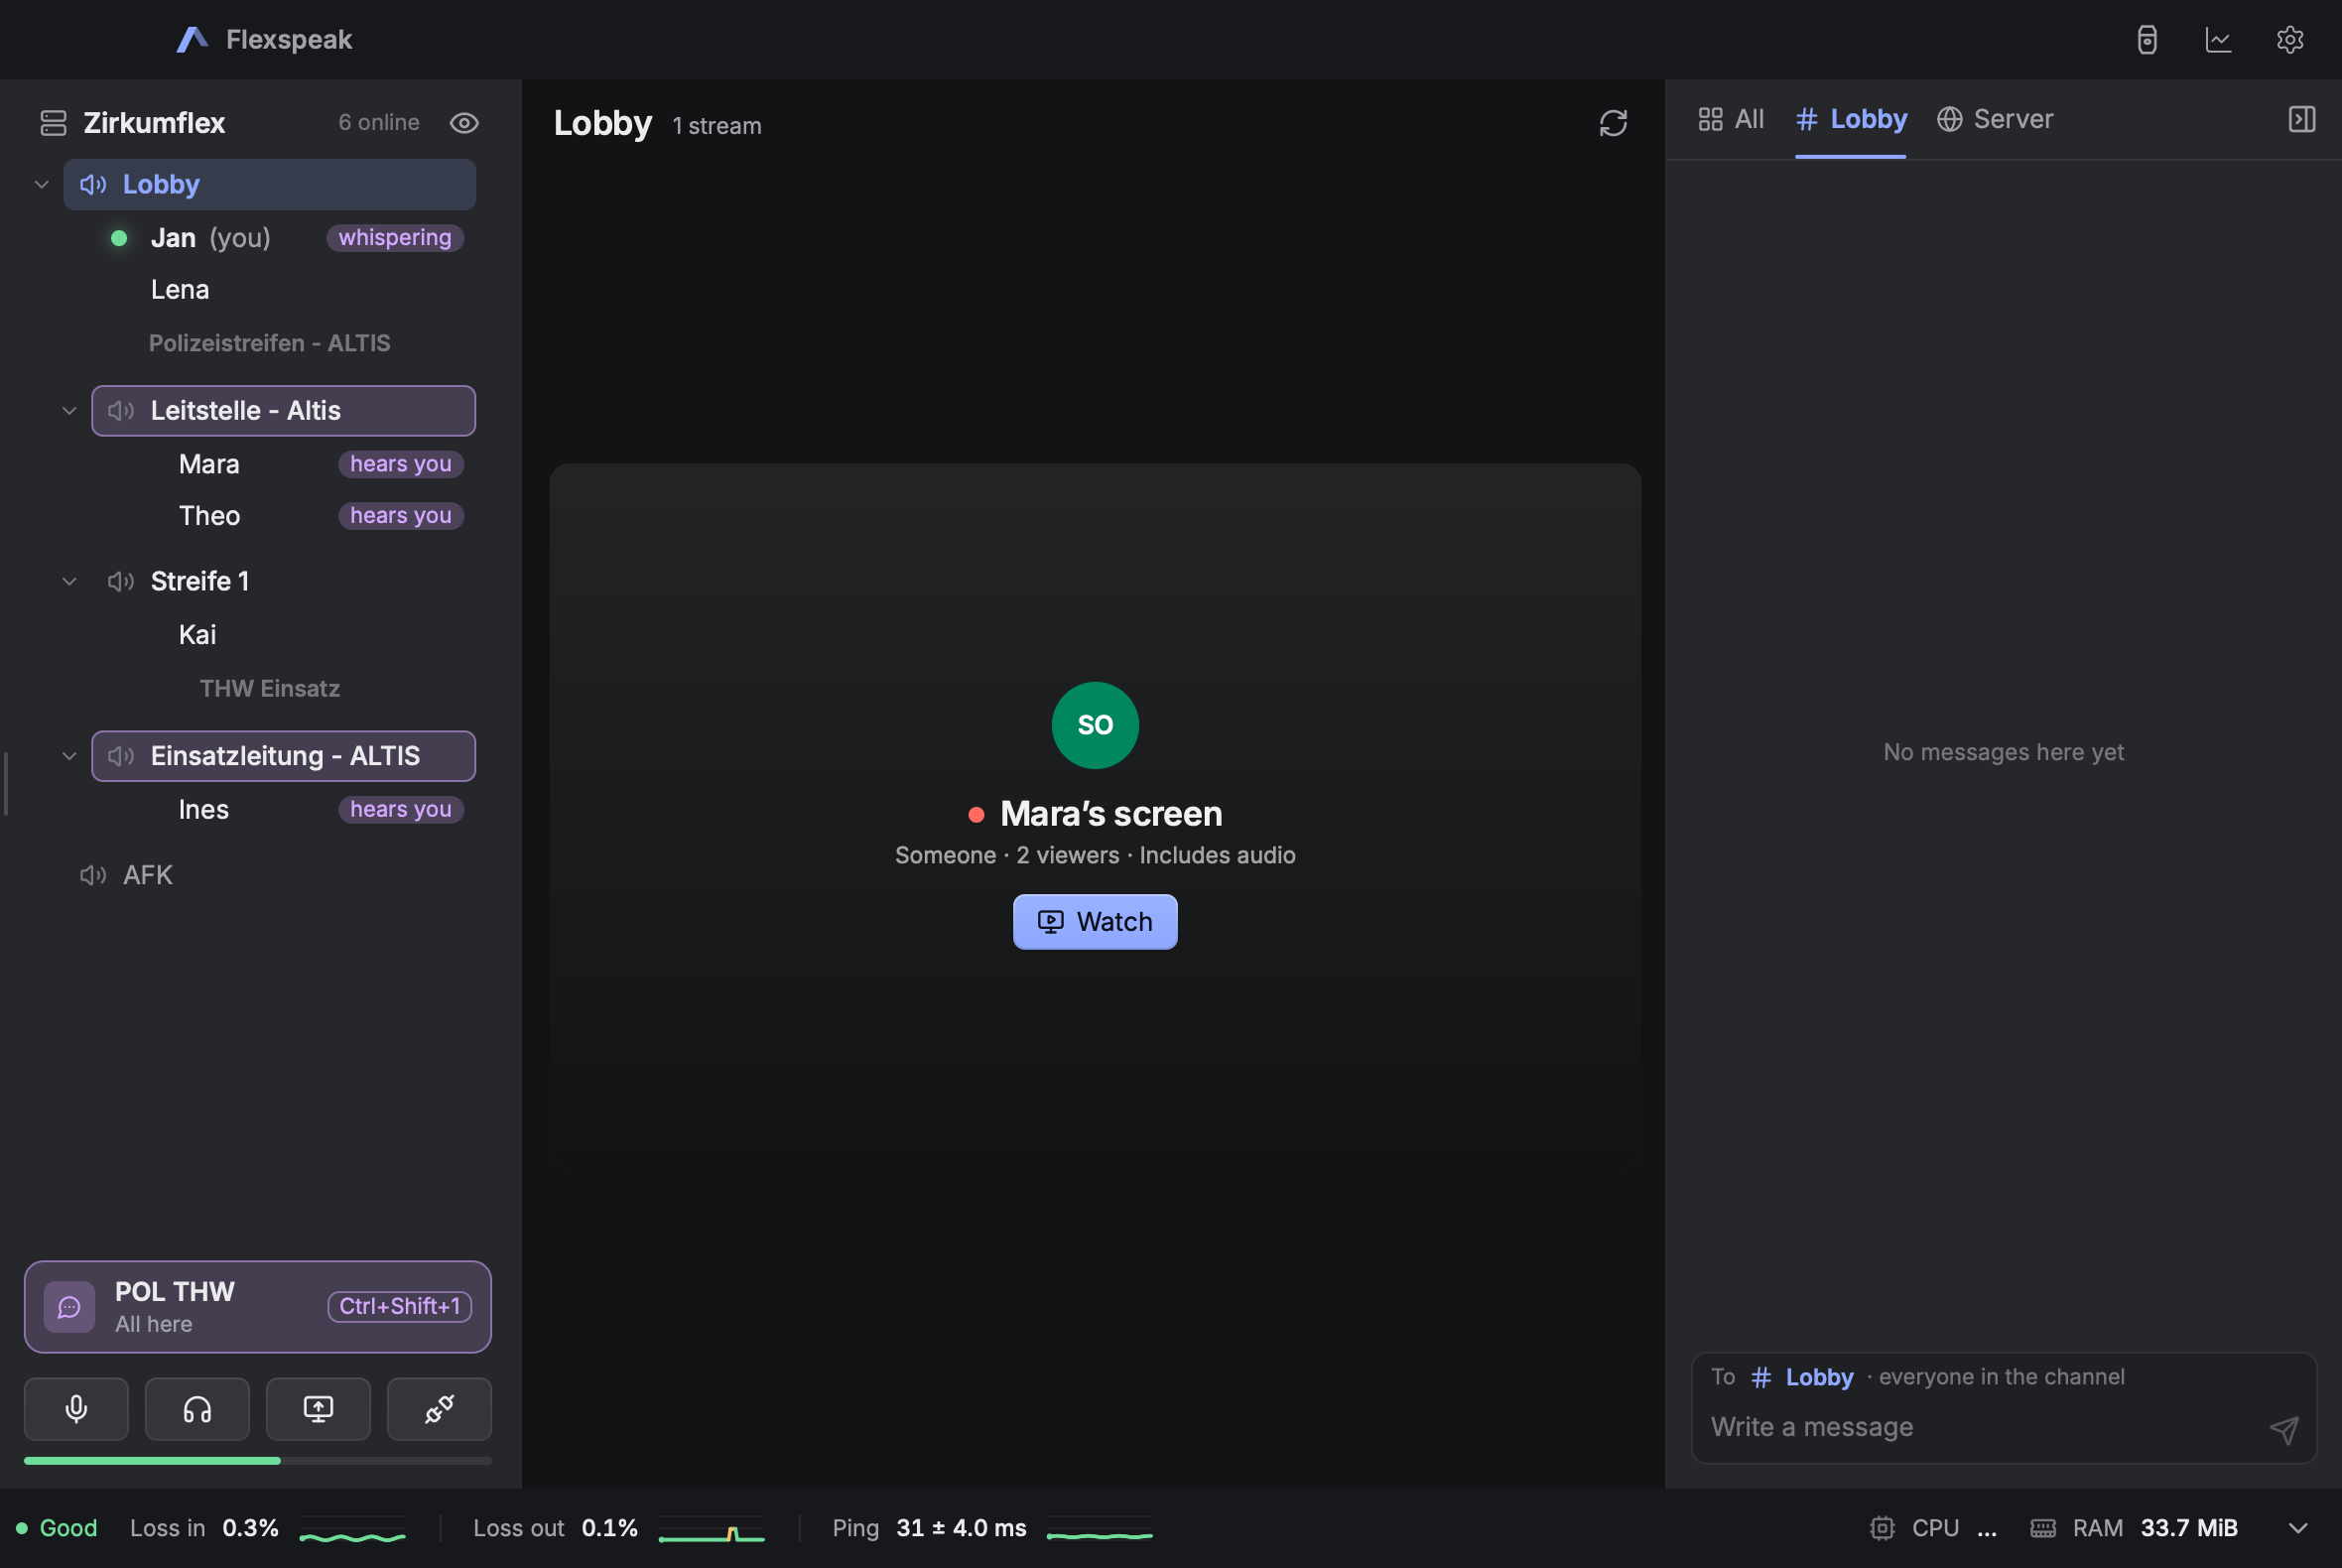 Flexspeak
Zirkumflex 6 online
Lobby
Jan (you) whispering
Lena
Polizeistreifen - ALTIS
Leitstelle - Altis
Mara hears you
Theo hears you
Streife 1
Kai
THW Einsatz
Einsatzleitung - ALTIS
Ines hears you
AFK
POL THW
All here
Ctrl+Shift+1
Lobby 1 stream
SO
Mara’s screen
Someone · 2 viewers · Includes audio
Watch
All # Lobby Server
No messages here yet
To # Lobby · everyone in the channel
Write a message
Good Loss in 0.3% Loss out 0.1% Ping 31 ± 4.0 ms CPU ... RAM 33.7 MiB